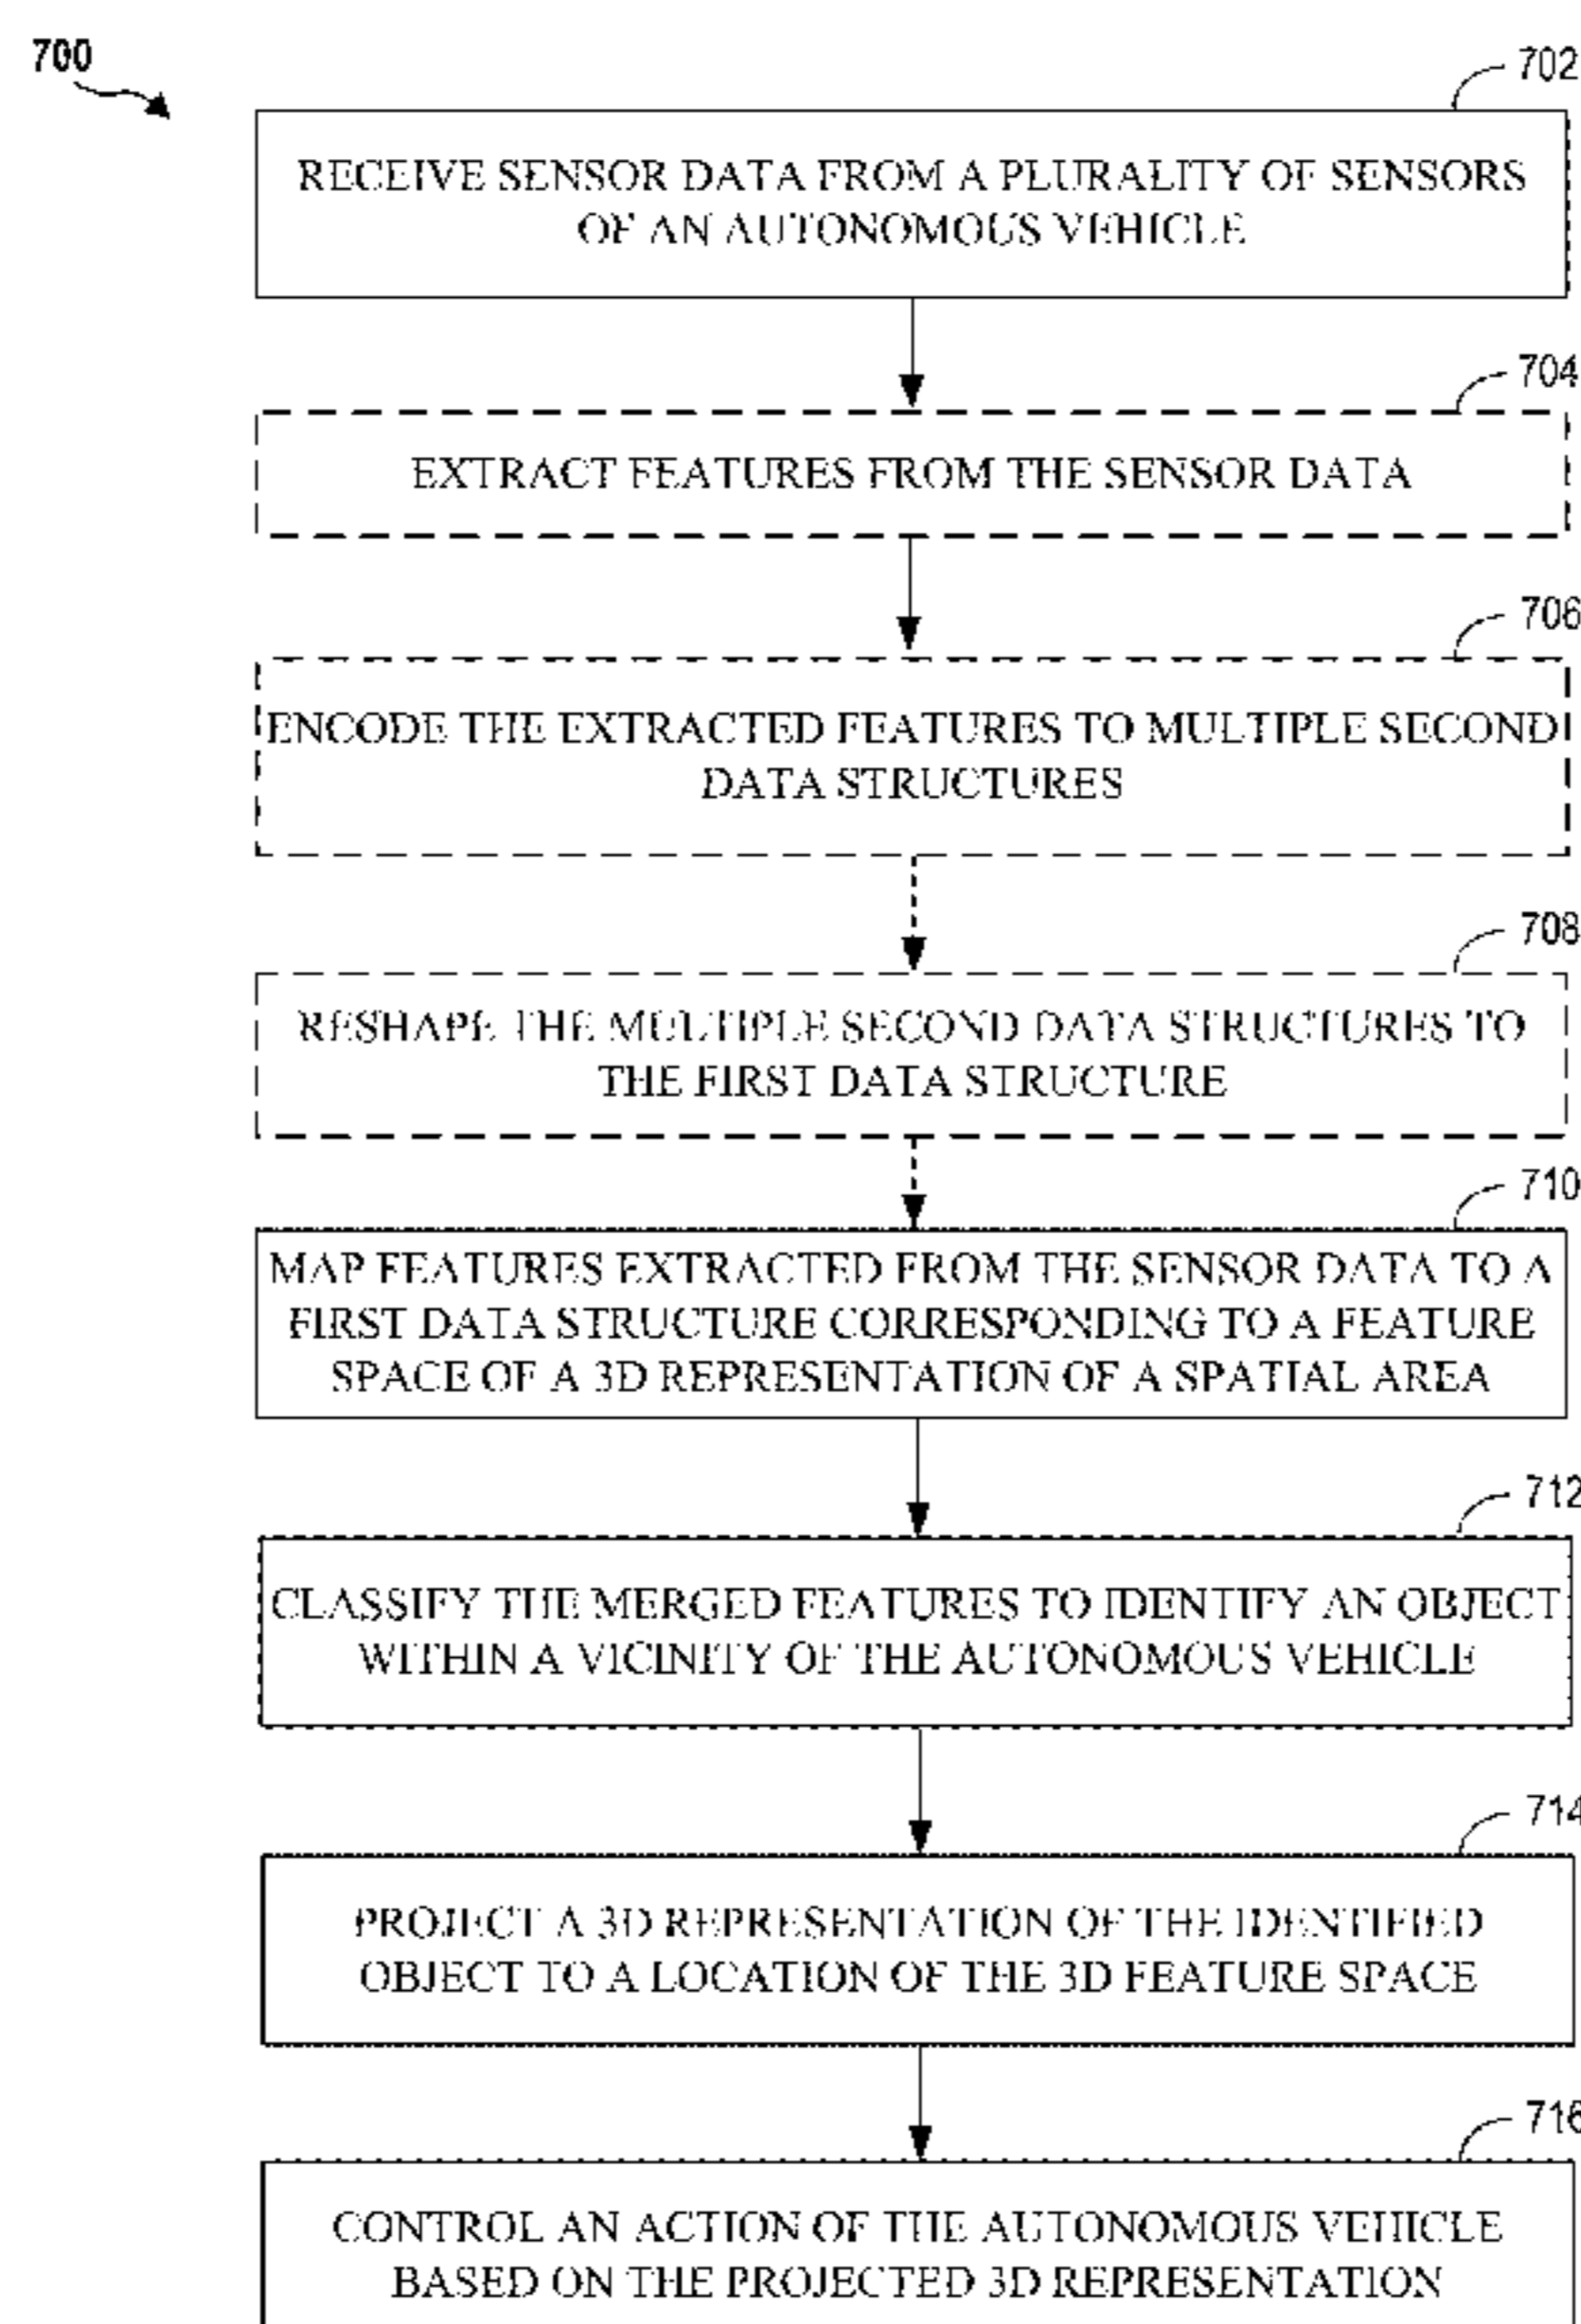 700
702
RECEIVE SENSOR DATA FROM A PLURALITY OF SENSORS
OF AN AUTONOMOUS VEHICLE
704
EXTRACT FEATURES FROM THE SENSOR DATA
706
ENCODE THE EXTRACTED FEATURES TO MULTIPLE SECOND
DATA STRUCTURES
708
RESHAPE THE MULTIPLE SECOND DATA STRUCTURES TO
THE FIRST DATA STRUCTURE
710
MAP FEATURES EXTRACTED FROM THE SENSOR DATA TO A
FIRST DATA STRUCTURE CORRESPONDING TO A FEATURE
SPACE OF A 3D REPRESENTATION OF A SPATIAL AREA
712
CLASSIFY THE MERGED FEATURES TO IDENTIFY AN OBJECT
WITHIN A VICINITY OF THE AUTONOMOUS VEHICLE
714
PROJECT A 3D REPRESENTATION OF THE IDENTIFIED
OBJECT TO A LOCATION OF THE 3D FEATURE SPACE
716
CONTROL AN ACTION OF THE AUTONOMOUS VEHICLE
BASED ON THE PROJECTED 3D REPRESENTATION